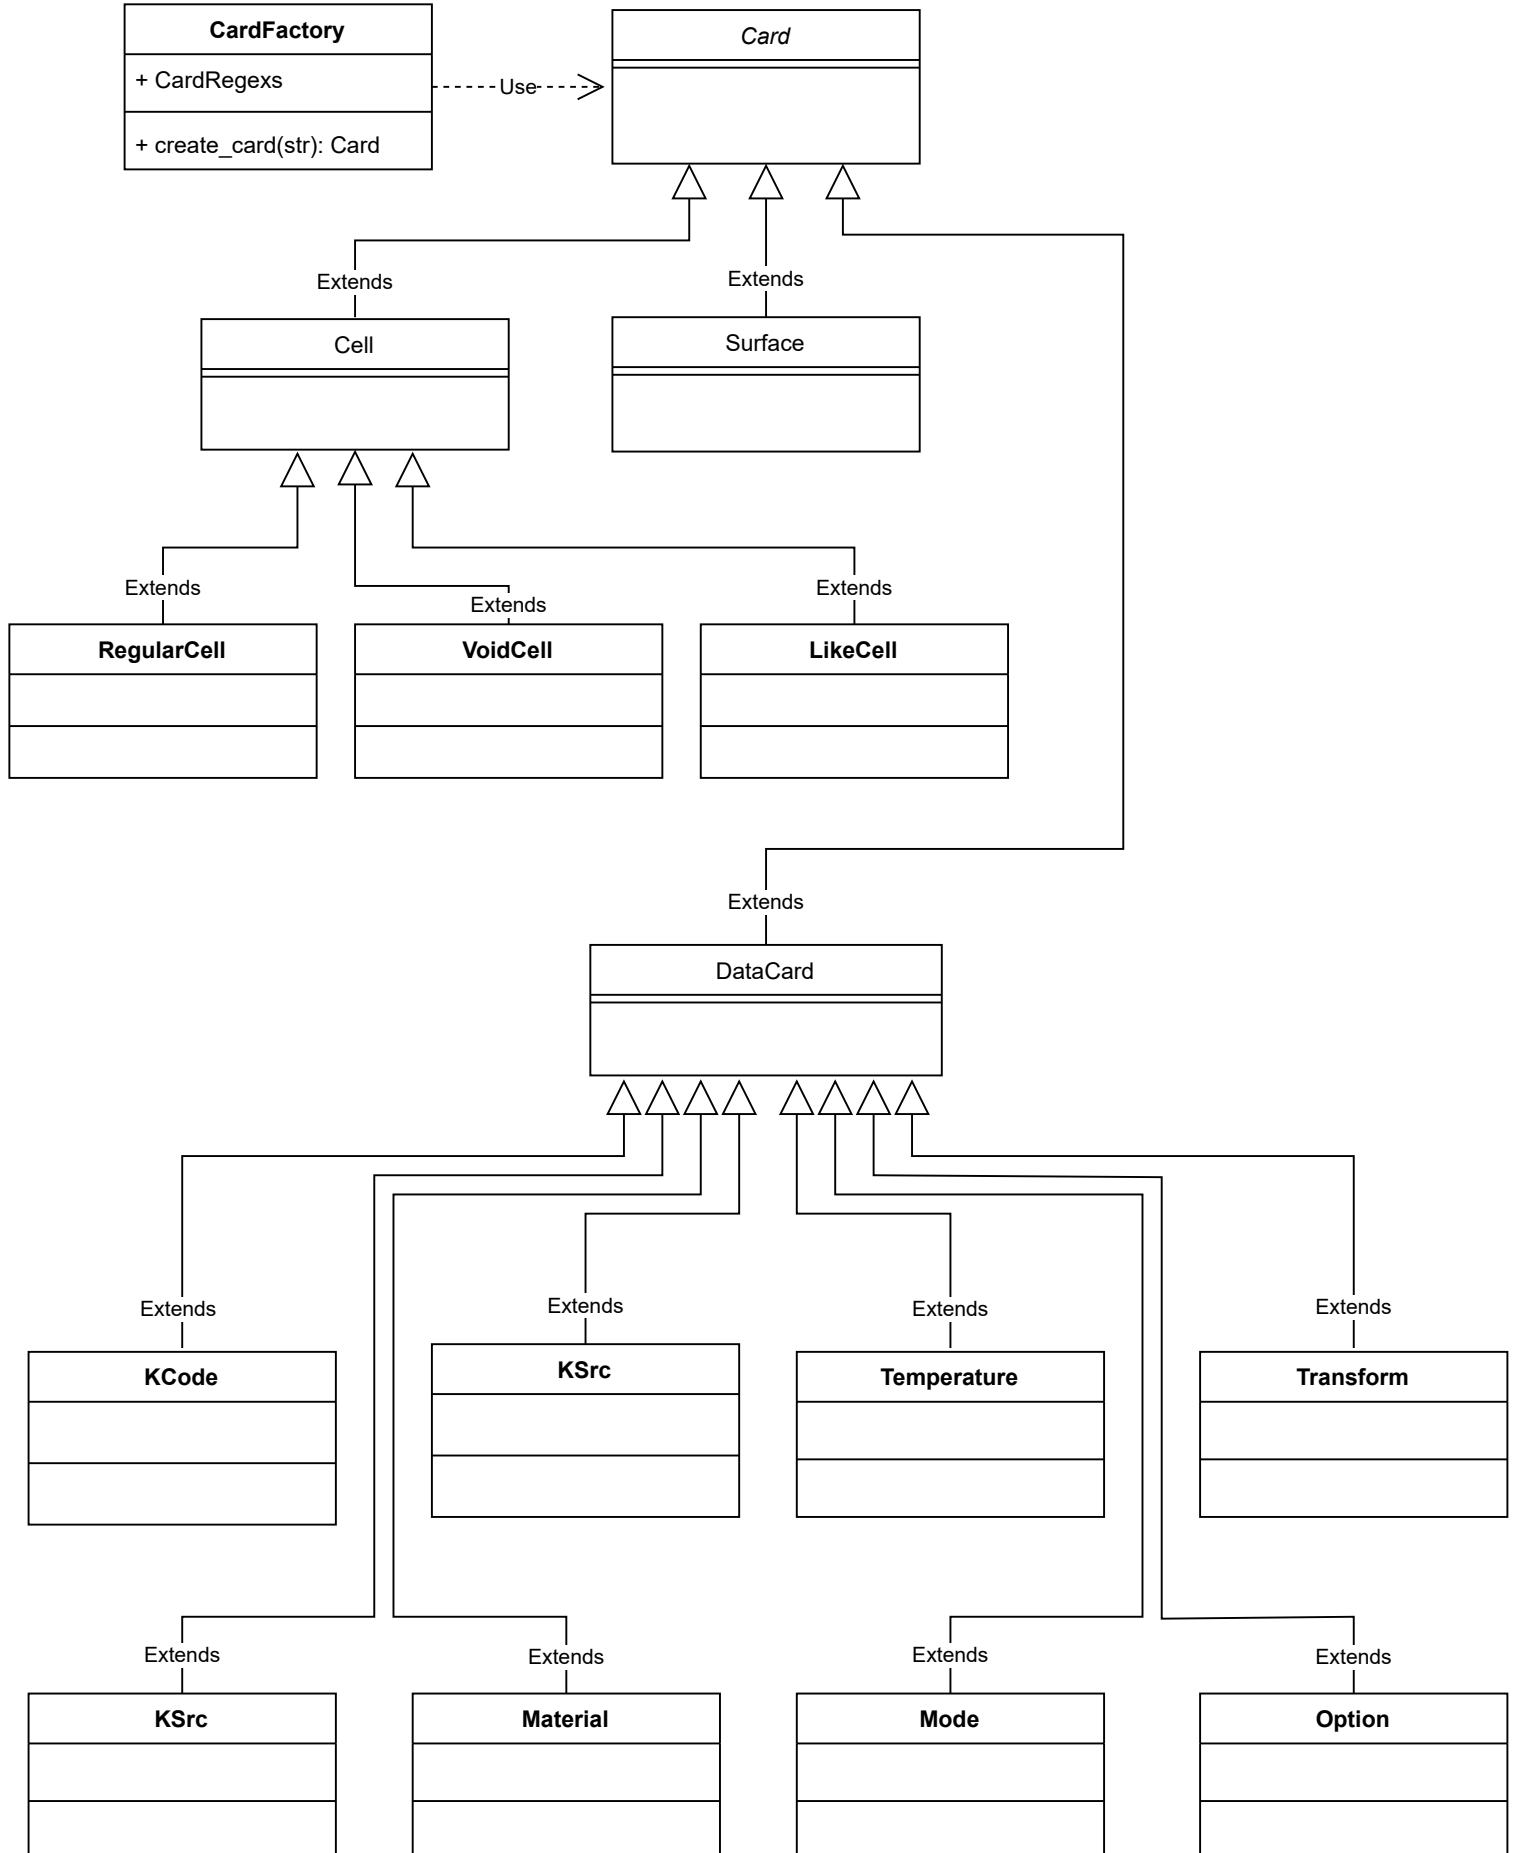 CardFactory
+ CardRegexs
+ create_card(str): Card
Use
Card
Extends
Extends
Cell
Surface
Extends
Extends
Extends
RegularCell
VoidCell
LikeCell
Extends
DataCard
Extends
Extends
Extends
Extends
KCode
KSrc
Temperature
Transform
Extends
Extends
Extends
Extends
KSrc
Material
Mode
Option